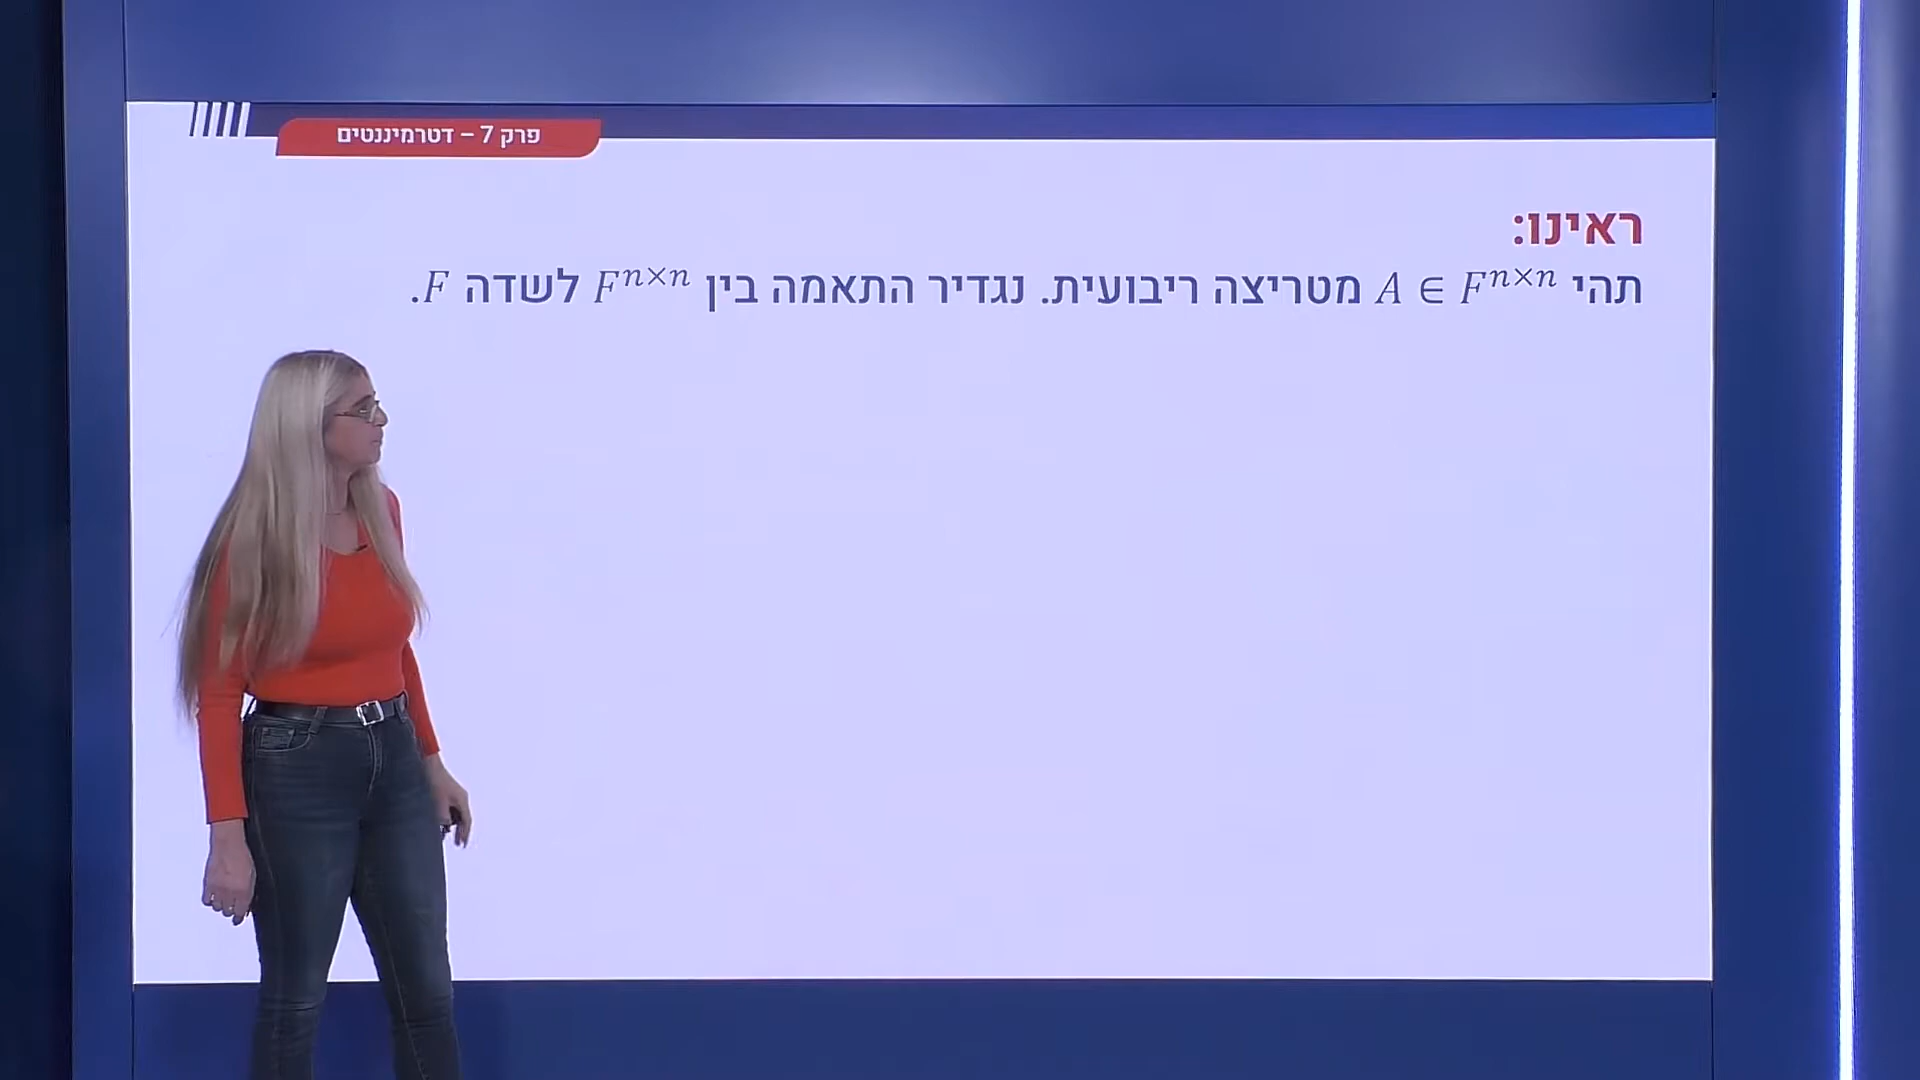 פרק 7 – דטרמיננטים
ראינו:
תהי A ∈ F^{n×n} מטריצה ריבועית. נגדיר התאמה בין F^{n×n} לשדה F.